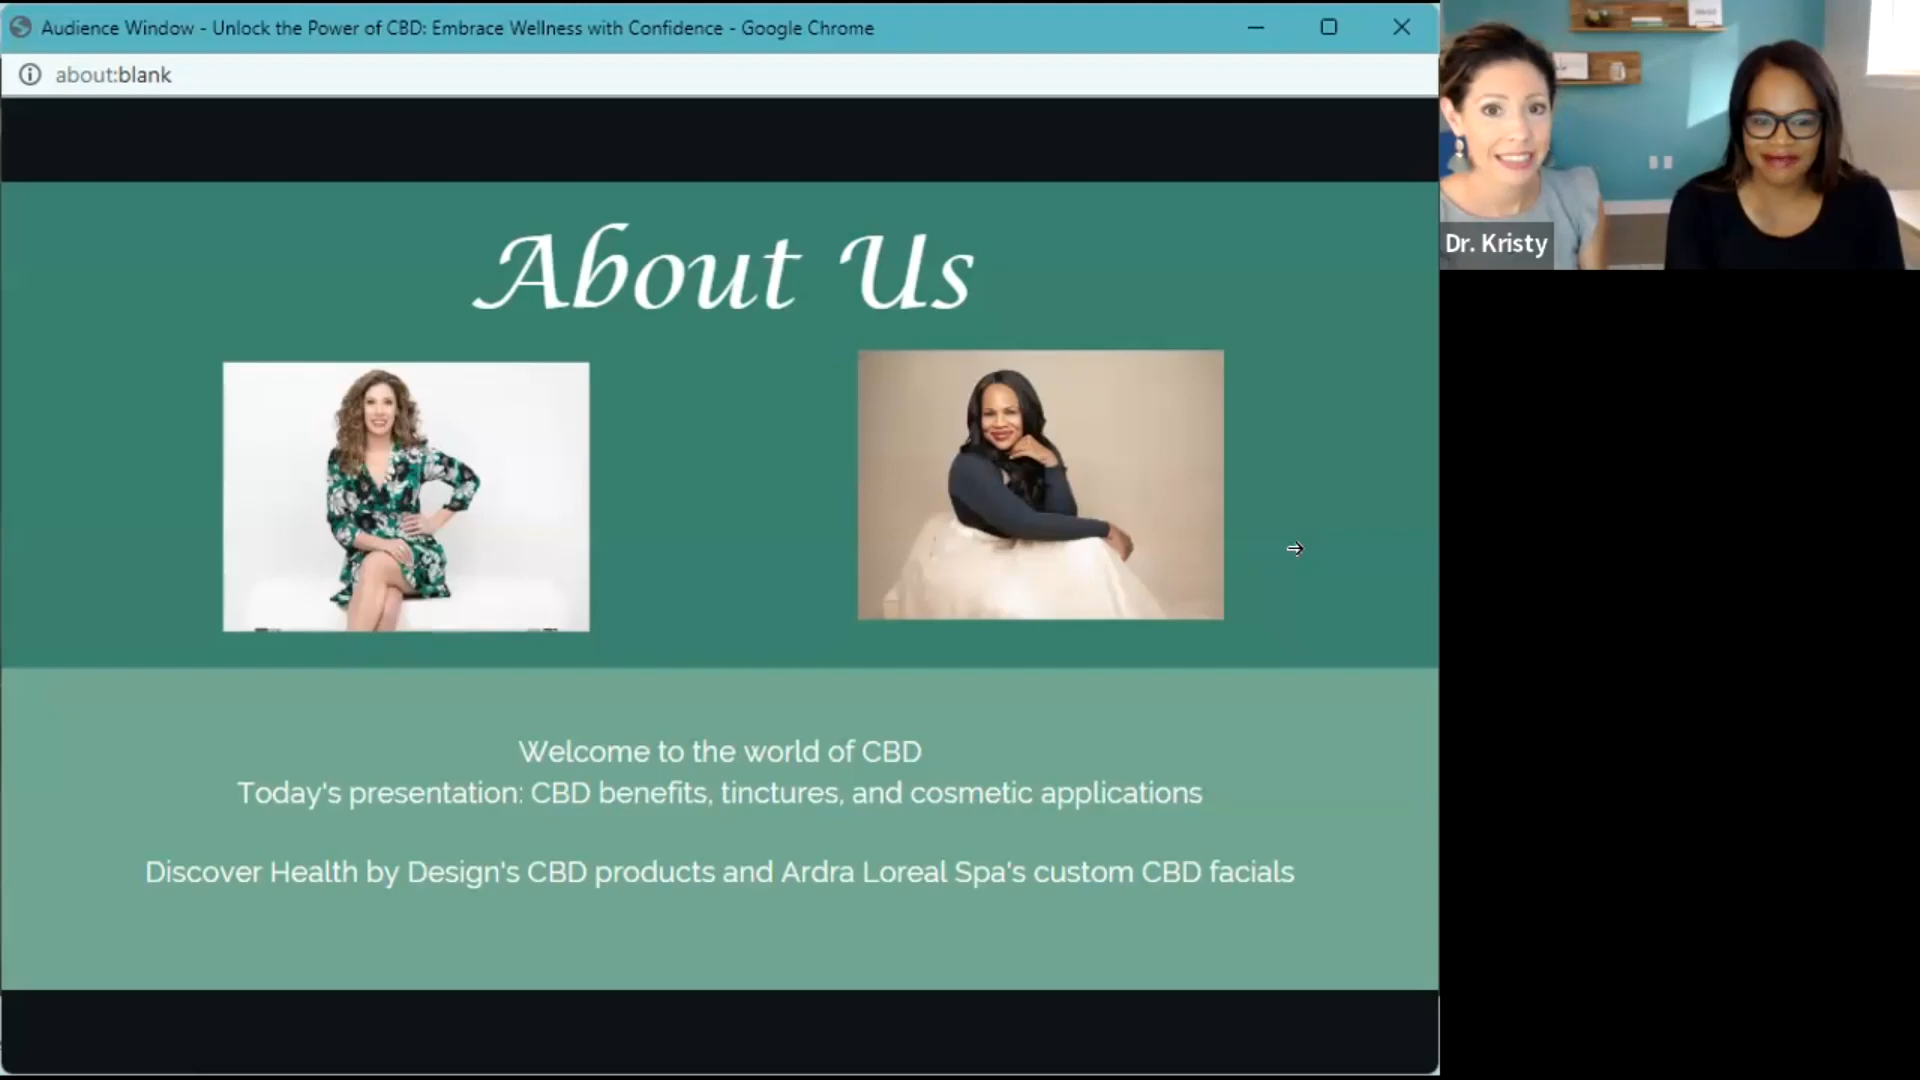 Audience Window - Unlock the Power of CBD: Embrace Wellness with Confidence - Google Chrome
about:blank
About Us
Dr. Kristy
Welcome to the world of CBD
Today's presentation: CBD benefits, tinctures, and cosmetic applications
Discover Health by Design's CBD products and Ardra Loreal Spa's custom CBD facials